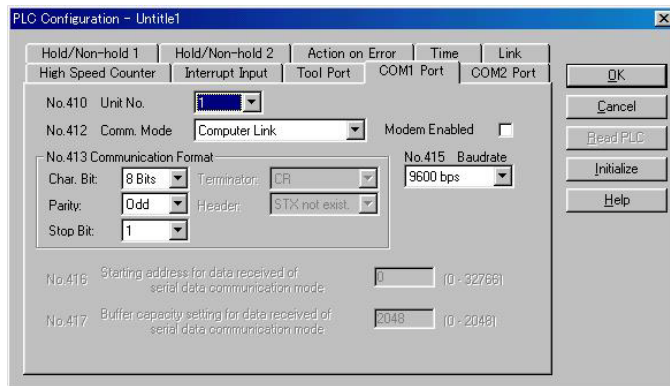 PLC Configuration - Untitle1
Hold/Non-hold 1 Hold/Non-hold 2 Action on Error Time Link
High Speed Counter Interrupt Input Tool Port COM1 Port COM2 Port
No.410 Unit No. 1
No.412 Comm. Mode Computer Link Modem Enabled
No.413 Communication Format
No.415 Baudrate
Char. Bit: 8 Bits Terminator: CR
9600 bps
Parity: Odd Header: STX not exist.
Stop Bit: 1
No.416 Starting address for data received of
serial data communication mode 0 (0 - 32766)
No.417 Buffer capacity setting for data received of
serial data communication mode 2048 (0 - 2048)
OK
Cancel
Read PLC
Initialize
Help